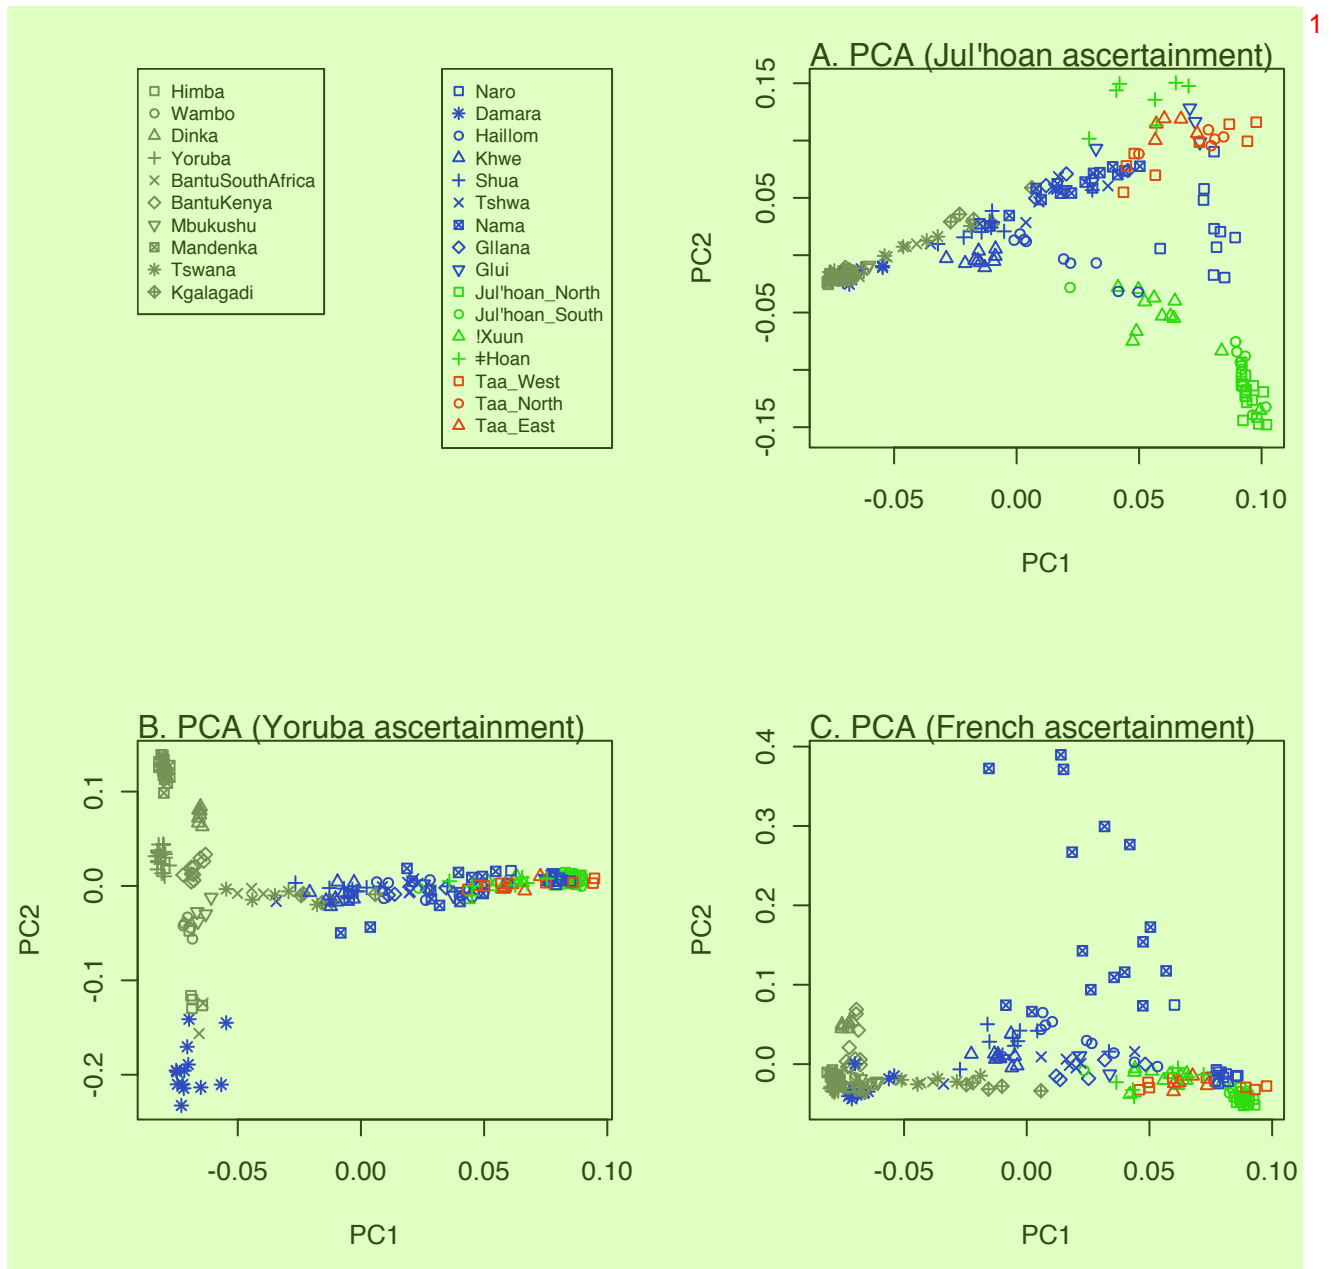 1
Himba
Wambo
Dinka
Yoruba
BantuSouthAfrica
BantuKenya
Mbukushu
Mandenka
Tswana
Kgalagadi
Naro
Damara
Haillom
Khwe
Shua
Tshwa
Nama
Gllana
Glui
Jul'hoan_North
Jul'hoan_South
!Xuun
ǂHoan
Taa_West
Taa_North
Taa_East
A. PCA (Jul'hoan ascertainment)
0.15
0.05
-0.05
-0.15
PC2
-0.05 0.00 0.05 0.10
PC1
B. PCA (Yoruba ascertainment)
0.1
0.0
-0.1
-0.2
PC2
-0.05 0.00 0.05 0.10
PC1
C. PCA (French ascertainment)
0.4
0.3
0.2
0.1
0.0
PC2
-0.05 0.00 0.05 0.10
PC1